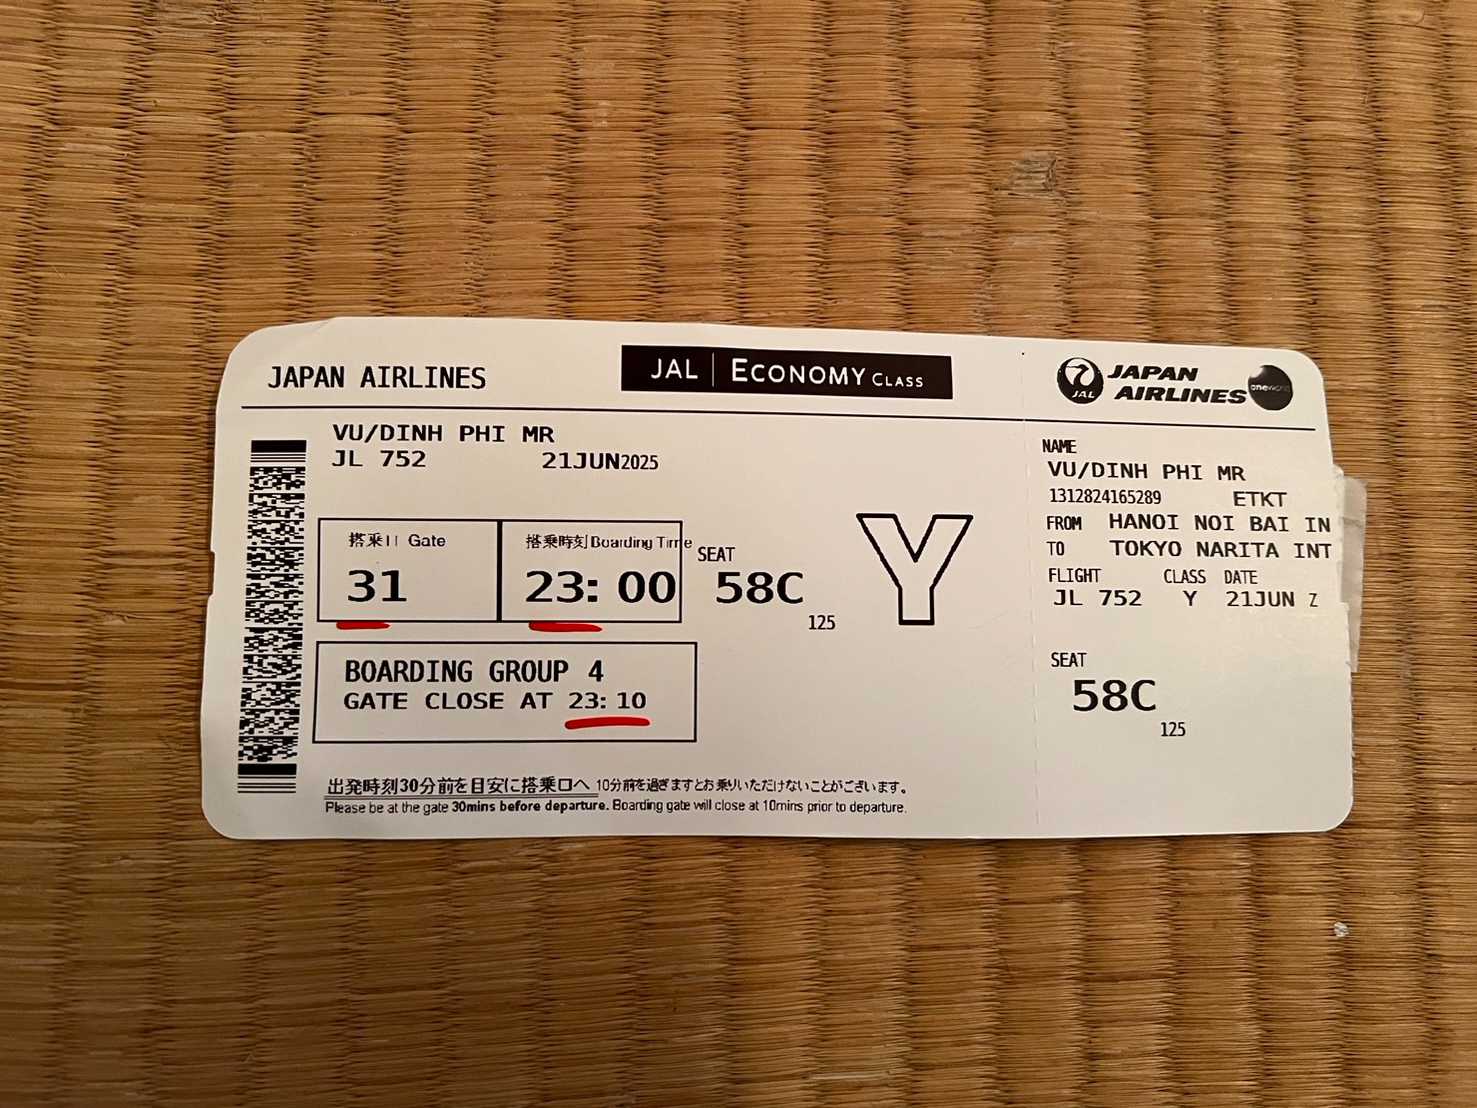 JAPAN AIRLINES
JAL | ECONOMY CLASS
VU/DINH PHI MR
JL 752 21JUN2025
搭乗口 Gate
31
搭乗時刻 Boarding Time
23:00
SEAT
58C
125
Y
BOARDING GROUP 4
GATE CLOSE AT 23:10
出発時刻30分前を目安に搭乗口へ 10分前を過ぎますとお乗りいただけないことがございます。
Please be at the gate 30mins before departure. Boarding gate will close at 10mins prior to departure.
JAL
JAPAN
AIRLINES
oneworld
NAME
VU/DINH PHI MR
1312824165289 ETKT
FROM HANOI NOI BAI IN
TO TOKYO NARITA INT
FLIGHT CLASS DATE
JL 752 Y 21JUN Z
SEAT
58C
125